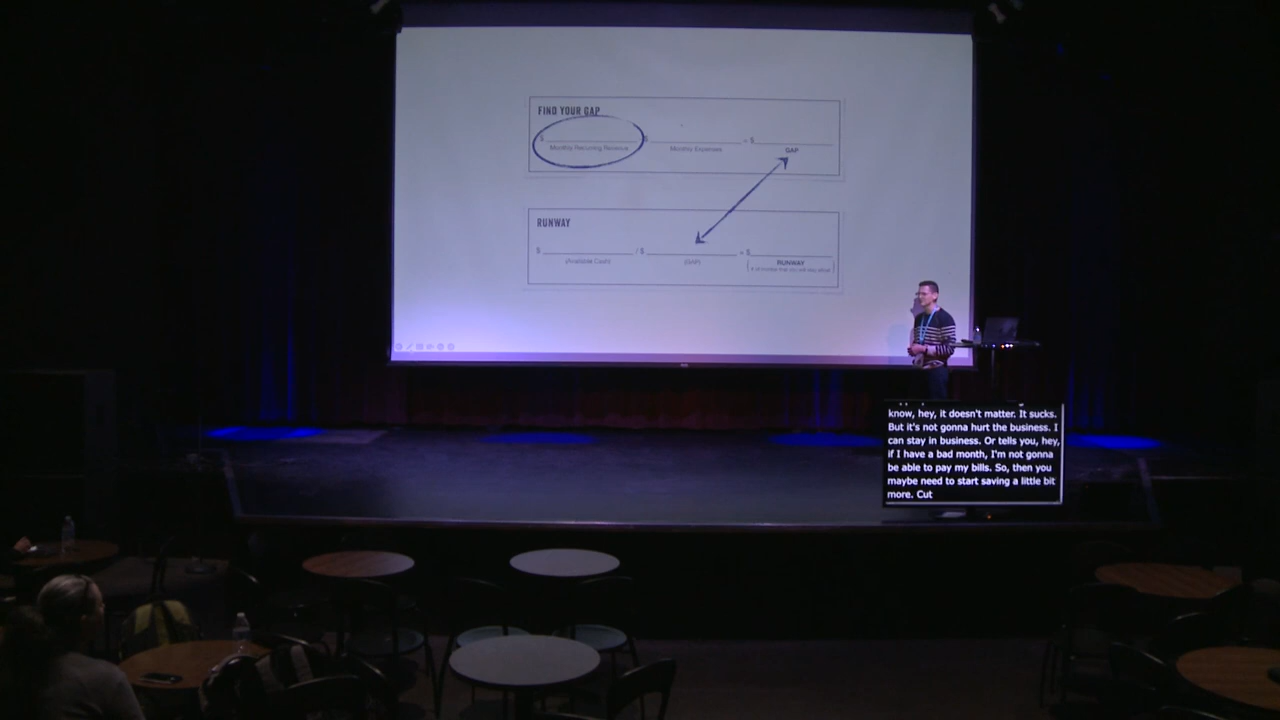 FIND YOUR GAP
$ $ = $
Monthly Recurring Revenue Monthly Expenses GAP
RUNWAY
$ / $ = $
(Available Cash) (GAP) RUNWAY
know, hey, it doesn't matter. It sucks.
But it's not gonna hurt the business. I
can stay in business. Or tells you, hey,
if I have a bad month, I'm not gonna
be able to pay my bills. So, then you
maybe need to start saving a little bit
more. Cut